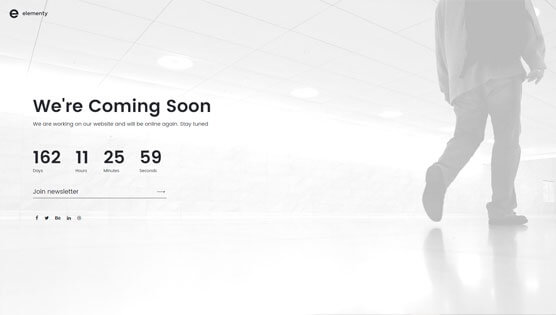 elementy
We're Coming Soon
We are working on our website and will be online again. Stay tuned
162 11 25 59
Days Hours Minutes Seconds
Join newsletter